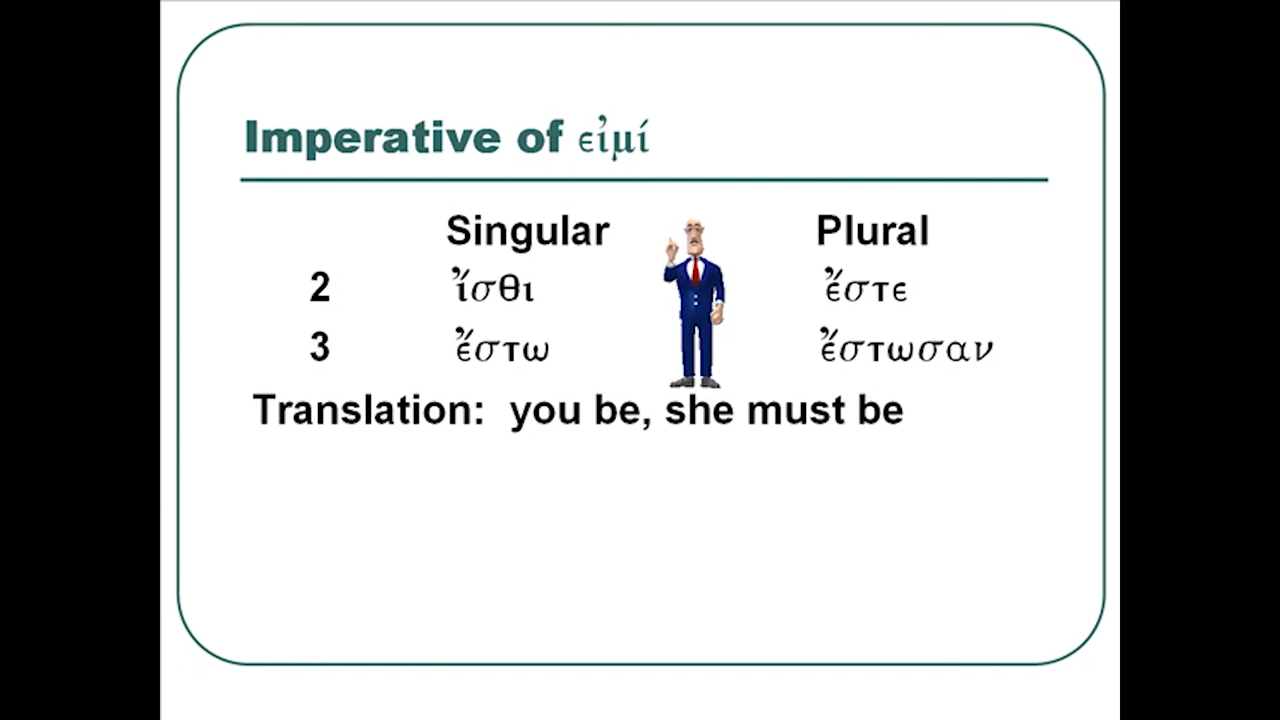 Imperative of εἰμί
Singular Plural
2 ἴσθι ἔστε
3 ἔστω ἔστωσαν
Translation: you be, she must be